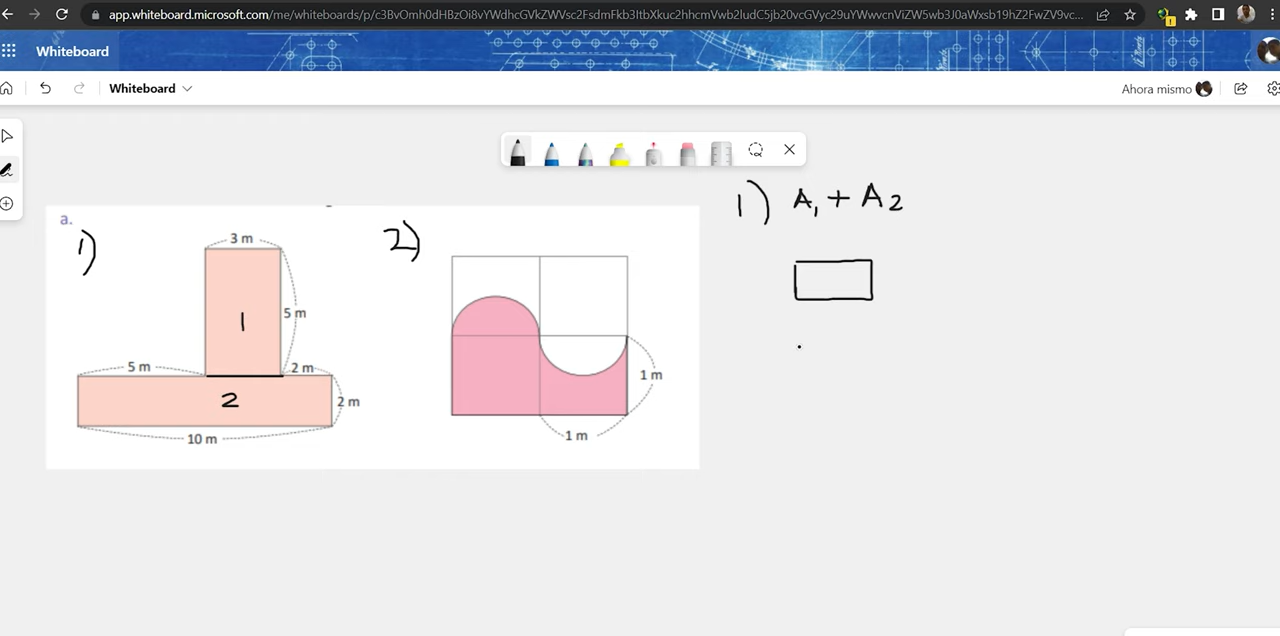 app.whiteboard.microsoft.com/me/whiteboards/p/c3BvOmh0dHBzOi8vYWdhcGVkZWVsc2FsdmFkb3ItbXkuc2hhcmVwb2ludC5jb20vcGVyc29uYWwvcnViZW5wb3J0aWxsb19hZ2FwZV9vc...
Whiteboard
Whiteboard
Ahora mismo
a.
1)
3 m
1
5 m
5 m
2 m
2
2 m
10 m
2)
1 m
1 m
1) A1 + A2